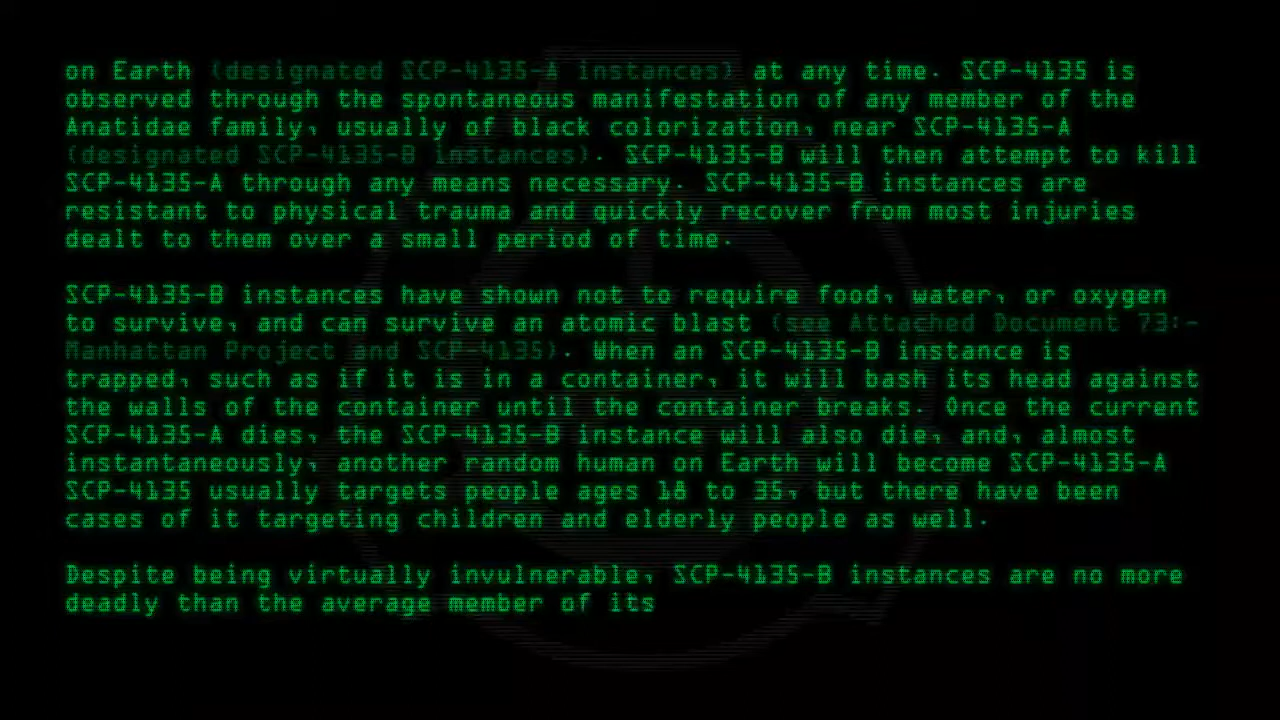 on Earth (designated SCP-4135-A instances) at any time. SCP-4135 is
observed through the spontaneous manifestation of any member of the
Anatidae family, usually of black colorization, near SCP-4135-A
(designated SCP-4135-B instances). SCP-4135-B will then attempt to kill
SCP-4135-A through any means necessary. SCP-4135-B instances are
resistant to physical trauma and quickly recover from most injuries
dealt to them over a small period of time.
SCP-4135-B instances have shown not to require food, water, or oxygen
to survive, and can survive an atomic blast (see Attached Document 73:-
Manhattan Project and SCP-4135). When an SCP-4135-B instance is
trapped, such as if it is in a container, it will bash its head against
the walls of the container until the container breaks. Once the current
SCP-4135-A dies, the SCP-4135-B instance will also die, and, almost
instantaneously, another random human on Earth will become SCP-4135-A
SCP-4135 usually targets people ages 18 to 35, but there have been
cases of it targeting children and elderly people as well.
Despite being virtually invulnerable, SCP-4135-B instances are no more
deadly than the average member of its